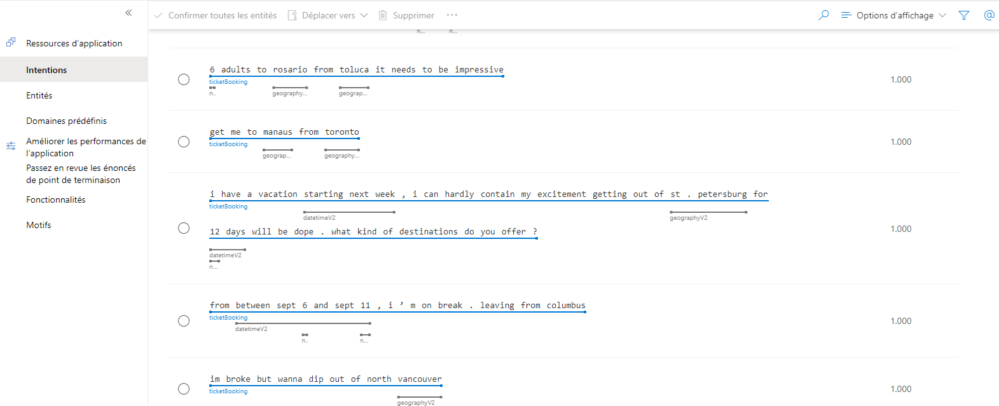 «
Confirmer toutes les entités
Déplacer vers
Supprimer
...
Options d'affichage
@
Ressources d'application
Intentions
Entités
Domaines prédéfinis
Améliorer les performances de
l'application
Passez en revue les énoncés
de point de terminaison
Fonctionnalités
Motifs
n... n...
6 adults to rosario from toluca it needs to be impressive
ticketBooking
n.. geography... geograp...
1.000
get me to manaus from toronto
ticketBooking
geograp... geography...
1.000
i have a vacation starting next week , i can hardly contain my excitement getting out of st . petersburg for
ticketBooking
datetimeV2 geographyV2
12 days will be dope . what kind of destinations do you offer ?
datetimeV2
n...
1.000
from between sept 6 and sept 11 , i ’ m on break . leaving from columbus
ticketBooking
datetimeV2
n.. n...
1.000
im broke but wanna dip out of north vancouver
ticketBooking
geographyV2
1.000